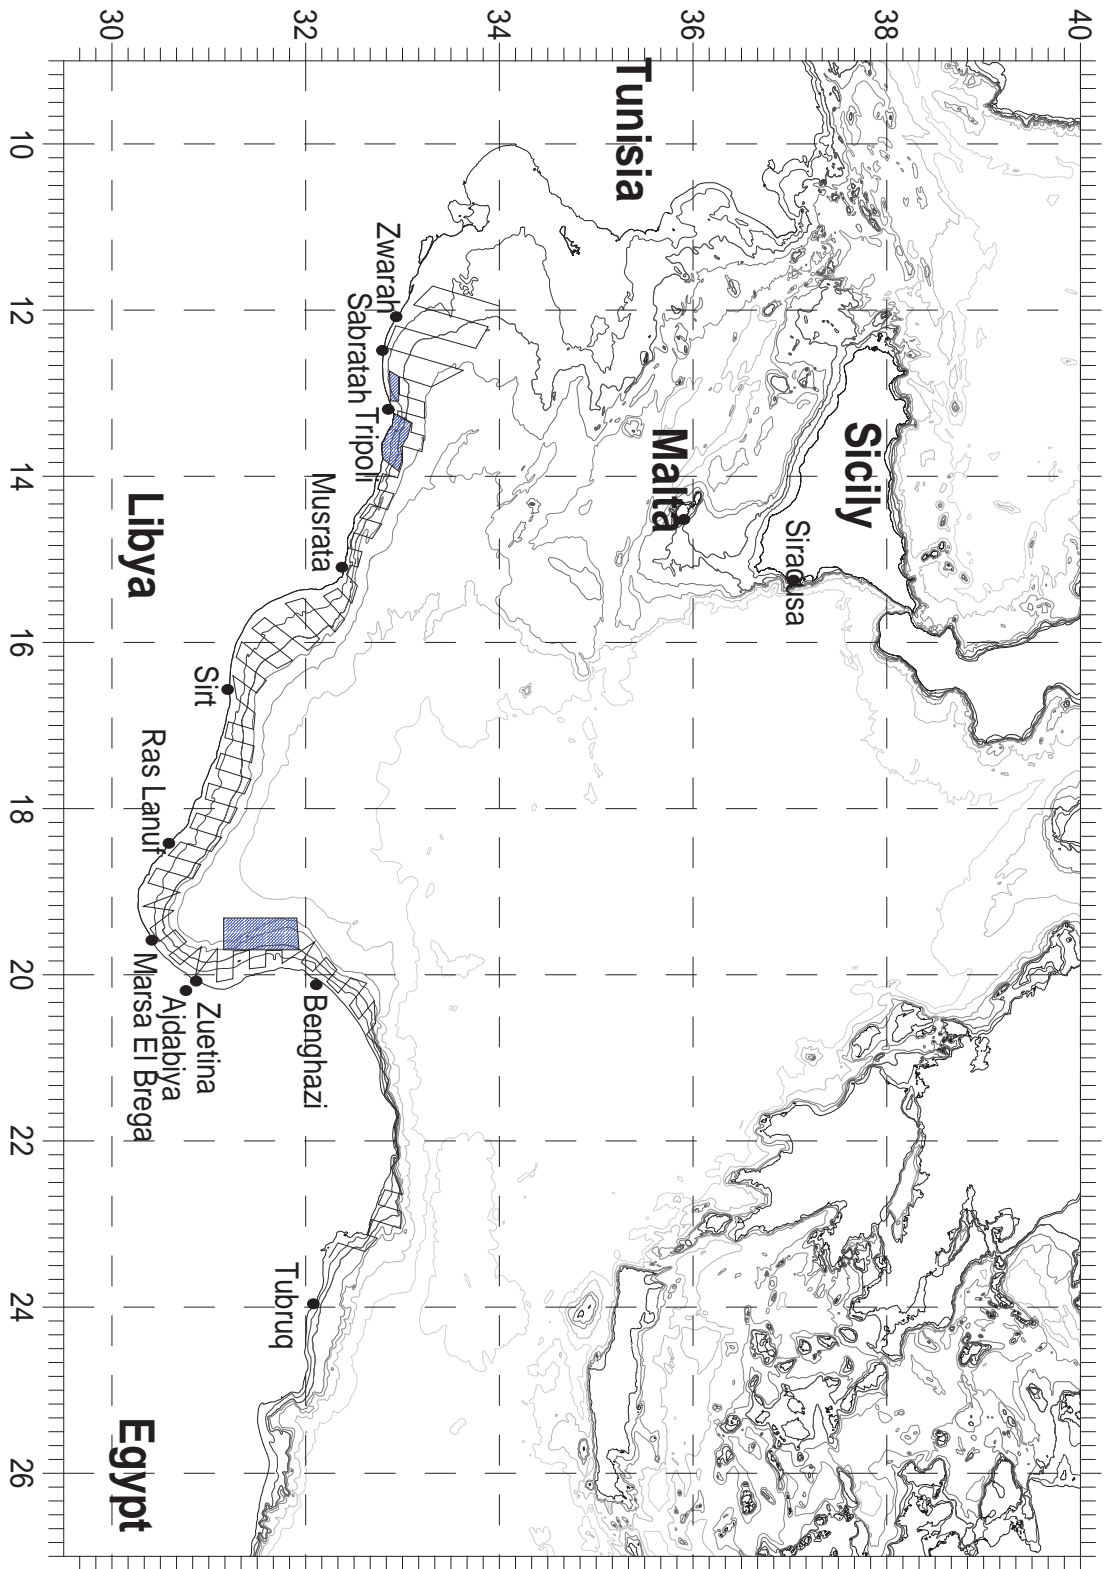 40
38
36
34
32
30
10
12
14
16
18
20
22
24
26
Tunisia
Sicily
Malta
Siracusa
Zwarah
Sabratah
Tripoli
Musrata
Libya
Sirt
Ras Lanuf
Benghazi
Zuetina
Ajdabiya
Marsa El Brega
Tubruq
Egypt